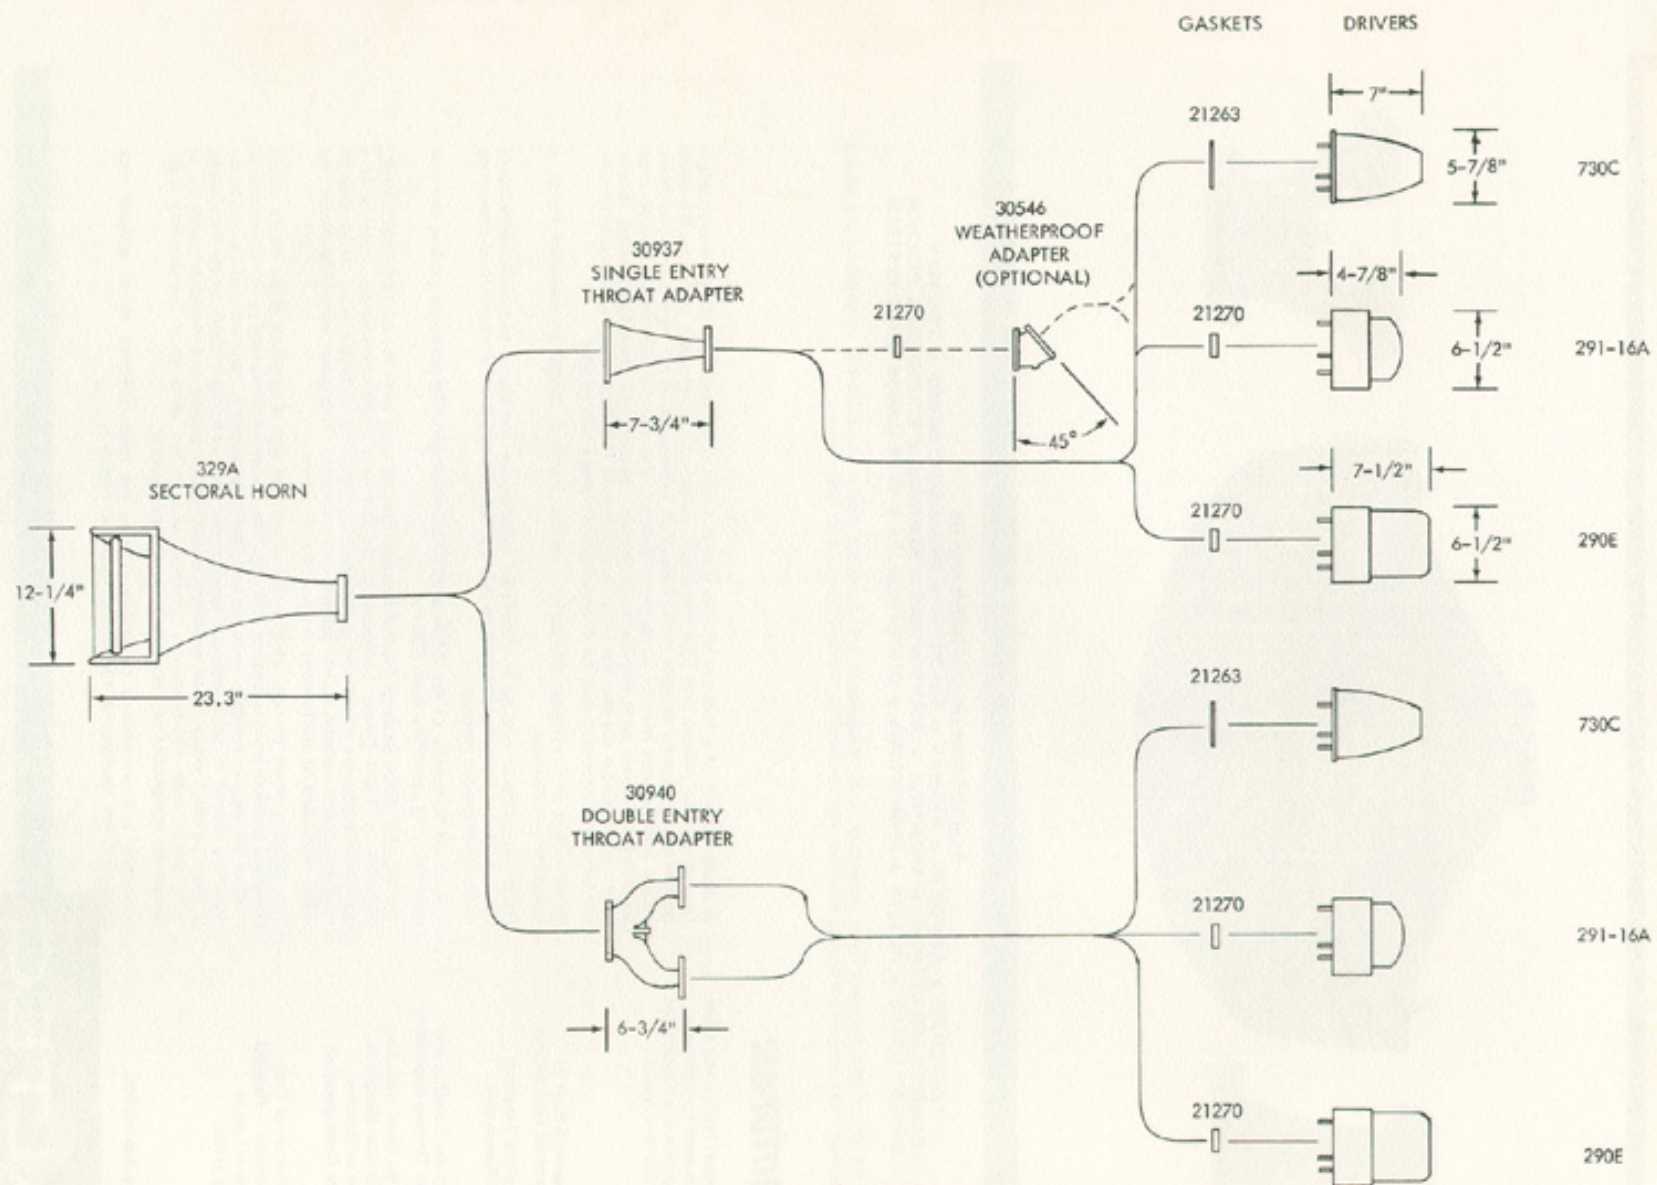 GASKETS DRIVERS
7"
21263
5-7/8"
730C
30546
WEATHERPROOF
ADAPTER
(OPTIONAL)
30937
SINGLE ENTRY
THROAT ADAPTER
4-7/8"
21270
21270
6-1/2"
291-16A
7-3/4"
45°
329A
SECTORAL HORN
7-1/2"
21270
6-1/2"
290E
12-1/4"
23.3"
21263
730C
30940
DOUBLE ENTRY
THROAT ADAPTER
21270
291-16A
6-3/4"
21270
290E